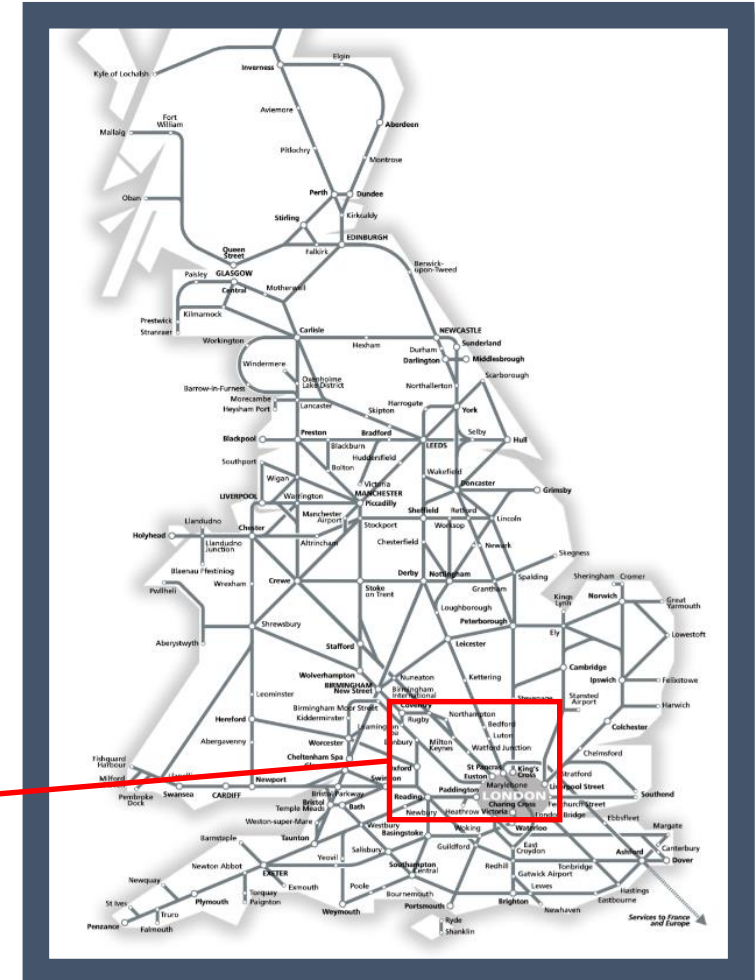 Elgin
Inverness
Kyle of Lochalsh
Aviemore
Fort
William
Mallaig
Aberdeen
Pitlochry
Montrose
Perth
Dundee
Oban
Stirling
Kirkcaldy
EDINBURGH
Falkirk
Queen
Street
Berwick-
upon-Tweed
Paisley
GLASGOW
Central
Motherwell
Kilmarnock
Prestwick
Stranraer
Carlisle
NEWCASTLE
Workington
Hexham
Sunderland
Durham
Darlington
Middlesbrough
Windermere
Scarborough
Oxenholme
Lake District
Northallerton
Barrow-in-Furness
Morecambe
Heysham Port
Lancaster
Harrogate
York
Skipton
Blackpool
Preston
Bradford
Selby
Hull
Blackburn
LEEDS
Huddersfield
Southport
Bolton
Wakefield
Wigan
Victoria
Doncaster
MANCHESTER
Piccadilly
Grimsby
LIVERPOOL
Warrington
Manchester
Airport
Sheffield
Retford
Llandudno
Stockport
Worksop
Lincoln
Holyhead
Chester
Llandudno
Junction
Altrincham
Chesterfield
Newark
Skegness
Blaenau Ffestiniog
Wrexham
Crewe
Stoke
on Trent
Derby
Nottingham
Grantham
Spalding
Sheringham
Cromer
Pwllheli
Kings
Lynn
Norwich
Great
Yarmouth
Loughborough
Shrewsbury
Peterborough
Ely
Lowestoft
Aberystwyth
Stafford
Leicester
Wolverhampton
Cambridge
BIRMINGHAM
New Street
Nuneaton
Kettering
Ipswich
Felixstowe
Birmingham
International
Leominster
Stevenage
Stansted
Airport
Harwich
Birmingham Moor Street
Coventry
Kidderminster
Rugby
Northampton
Hereford
Leamington
Spa
Bedford
Colchester
Worcester
Banbury
Milton
Keynes
Luton
Abergavenny
Watford Junction
Chelmsford
Cheltenham Spa
Fishguard
Harbour
Oxford
St Pancras
King's
Cross
Euston
Stratford
Milford
Llanelli
Newport
Swindon
Marylebone
Liverpool Street
Pembroke
Dock
Swansea
CARDIFF
Bristol Parkway
Reading
Paddington
LONDON
Southend
Bristol
Temple Meads
Bath
Charing Cross
Fenchurch Street
Newbury
Heathrow
Victoria
London Bridge
Ebbsfleet
Weston-super-Mare
Westbury
Basingstoke
Woking
Waterloo
Margate
Barnstaple
Taunton
Guildford
East
Croydon
Canterbury
Salisbury
Ashford
Dover
Yeovil
Redhill
Tonbridge
Newton Abbot
EXETER
Southampton
Central
Gatwick Airport
Newquay
Exmouth
Poole
Lewes
Hastings
Torquay
Paignton
Bournemouth
Eastbourne
St Ives
Plymouth
Truro
Weymouth
Portsmouth
Brighton
Newhaven
Penzance
Falmouth
Ryde
Shanklin
Services to France
and Europe